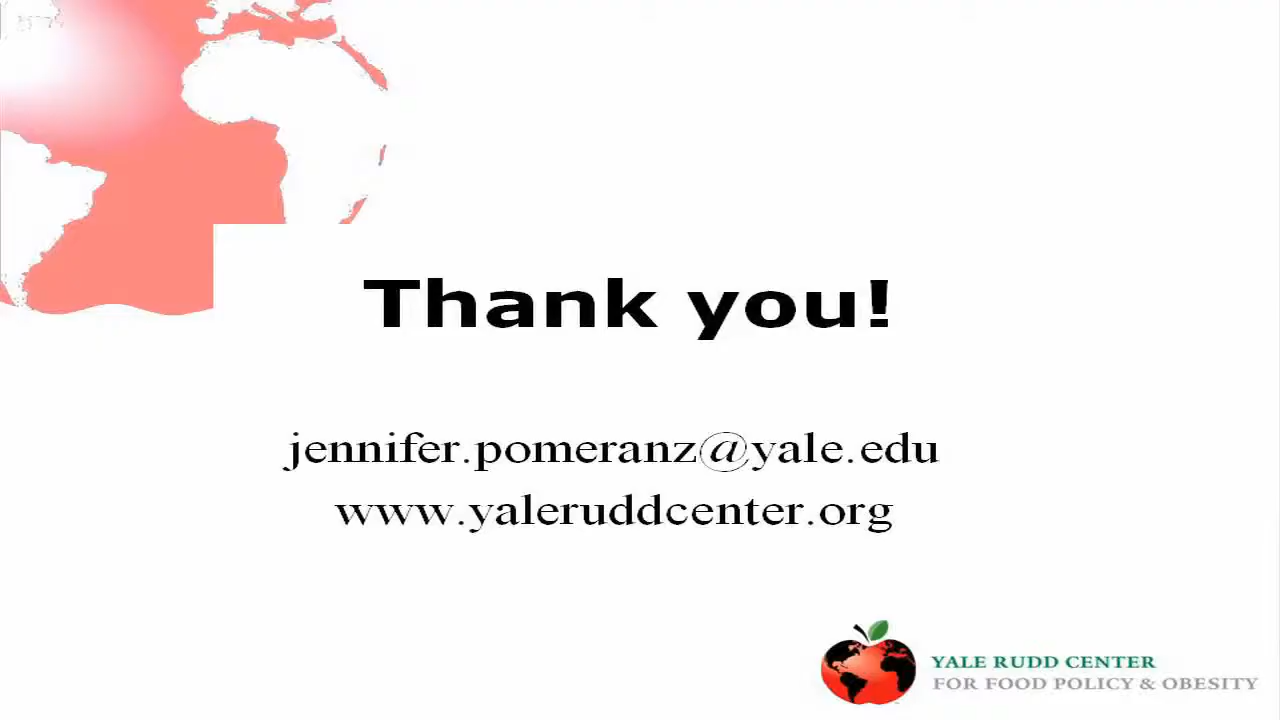 Thank you!
jennifer.pomeranz@yale.edu
www.yaleruddcenter.org
YALE RUDD CENTER
FOR FOOD POLICY & OBESITY